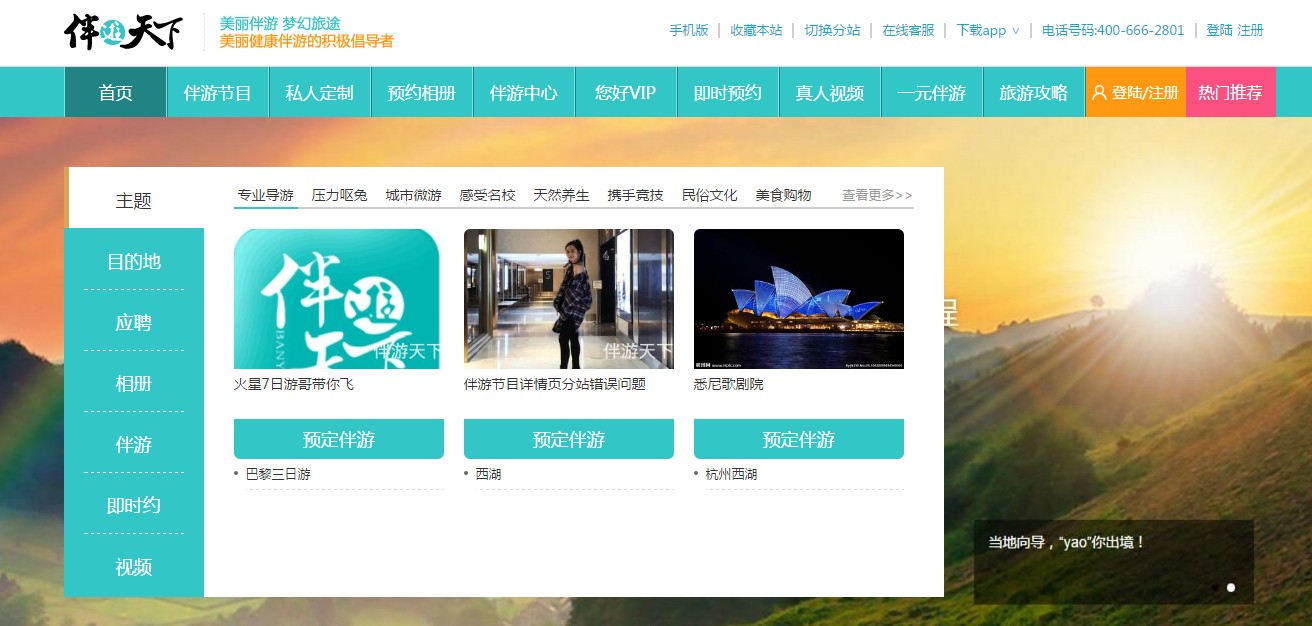 伴游天下
美丽伴游 梦幻旅途
美丽健康伴游的积极倡导者
手机版 收藏本站 切换分站 在线客服 下载app 电话号码:400-666-2801 登陆 注册
首页 伴游节目 私人定制 预约相册 伴游中心 您好VIP 即时预约 真人视频 一元伴游 旅游攻略 登陆/注册 热门推荐
主题
目的地
应聘
相册
伴游
即时约
视频
专业导游 压力呕兔 城市微游 感受名校 天然养生 携手竞技 民俗文化 美食购物 查看更多>>
伴游天下
伴游天下
伴游天下
火星7日游哥带你飞 伴游节目详情页分站错误问题 悉尼歌剧院
预定伴游 预定伴游 预定伴游
巴黎三日游 西湖 杭州西湖
程
当地向导，“yao”你出境！